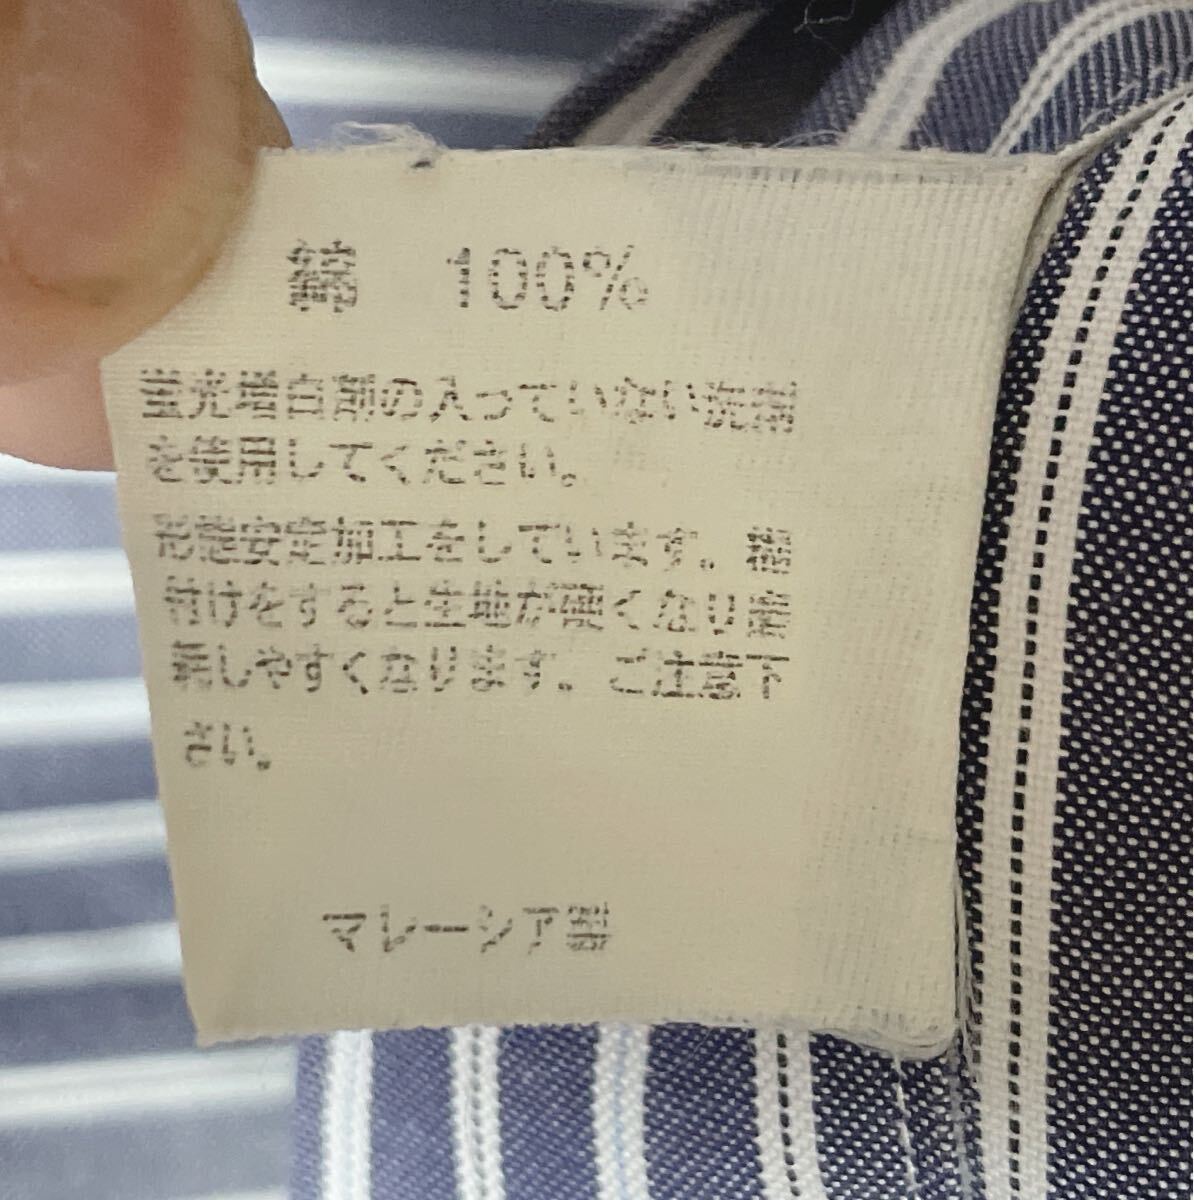 綿 100%
蛍光増白剤の入っていない洗剤
を使用してください。
形態安定加工をしています。糊
付けをすると生地が硬くなり損
耗しやすくなります。ご注意下
さい。
マレーシア製